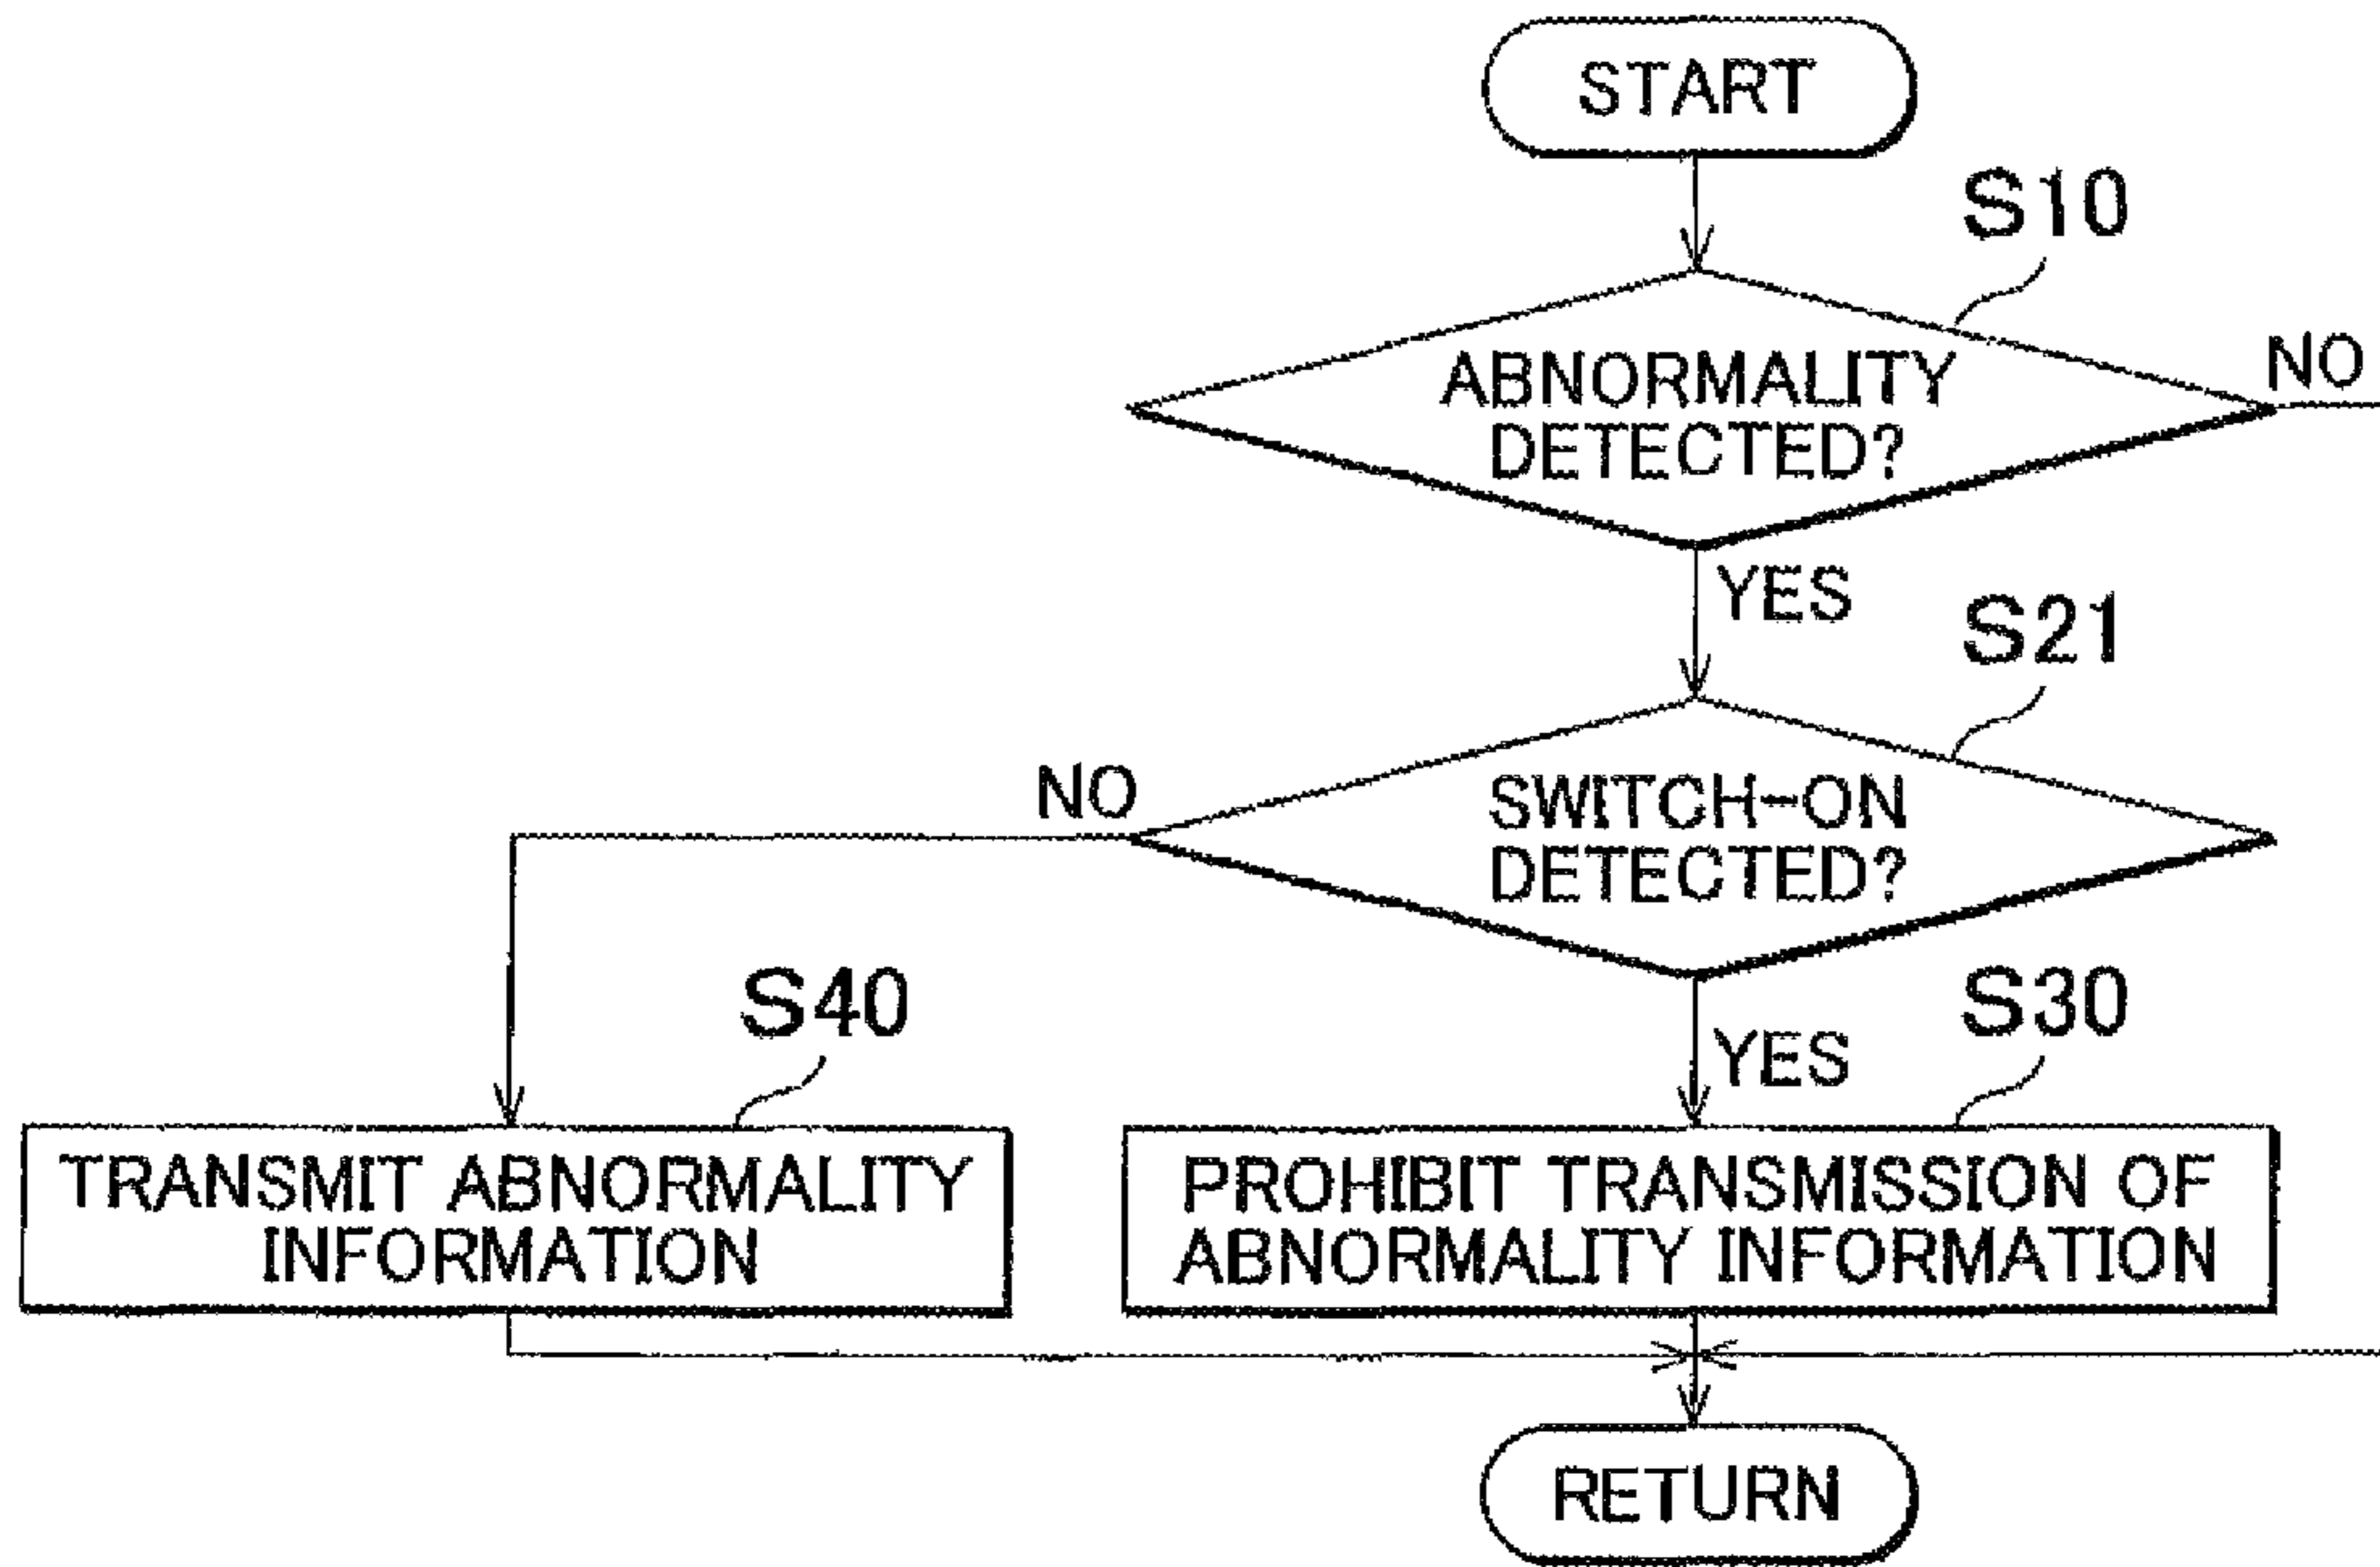 START
S10
ABNORMALITY
DETECTED?
NO
YES
S21
SWITCH-ON
DETECTED?
NO
YES
S40
S30
TRANSMIT ABNORMALITY
INFORMATION
PROHIBIT TRANSMISSION OF
ABNORMALITY INFORMATION
RETURN